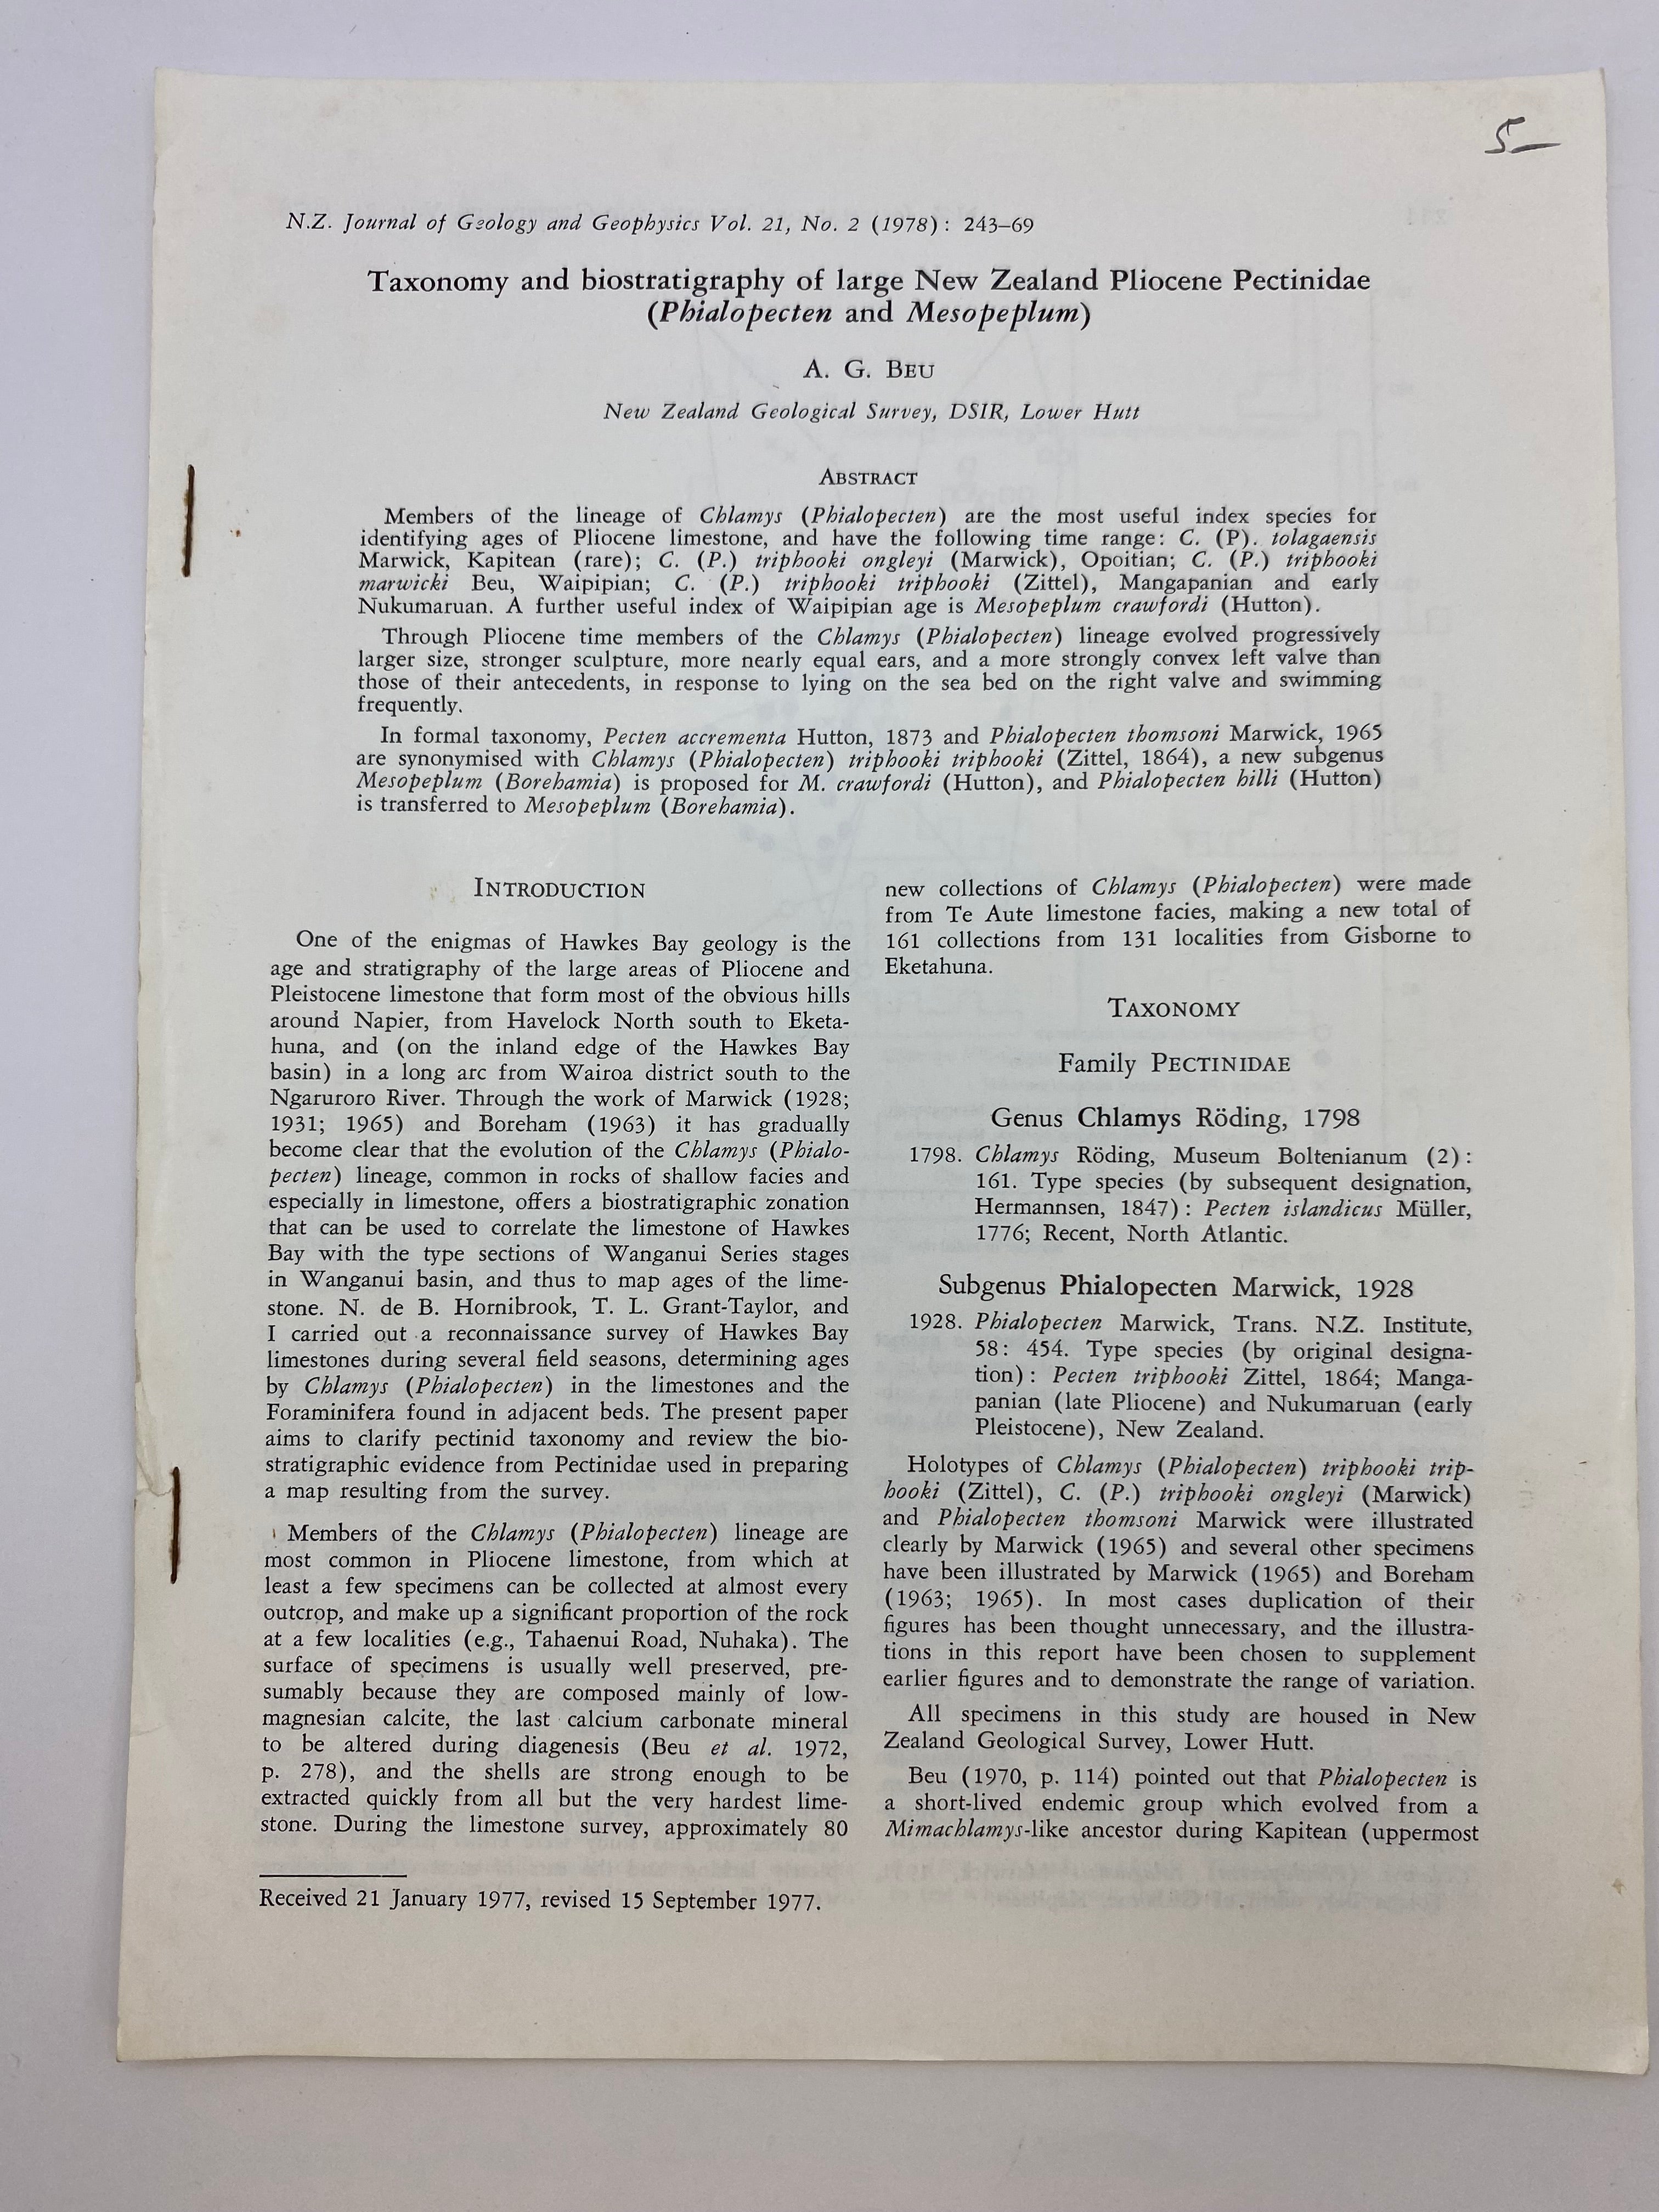 5–
N.Z. Journal of Geology and Geophysics Vol. 21, No. 2 (1978): 243–69
Taxonomy and biostratigraphy of large New Zealand Pliocene Pectinidae
(Phialopecten and Mesopeplum)
A. G. BEU
New Zealand Geological Survey, DSIR, Lower Hutt
ABSTRACT
Members of the lineage of Chlamys (Phialopecten) are the most useful index species for
identifying ages of Pliocene limestone, and have the following time range: C. (P). tolagaensis
Marwick, Kapitean (rare); C. (P.) triphooki ongleyi (Marwick), Opoitian; C. (P.) triphooki
marwicki Beu, Waipipian; C. (P.) triphooki triphooki (Zittel), Mangapanian and early
Nukumaruan. A further useful index of Waipipian age is Mesopeplum crawfordi (Hutton).
Through Pliocene time members of the Chlamys (Phialopecten) lineage evolved progressively
larger size, stronger sculpture, more nearly equal ears, and a more strongly convex left valve than
those of their antecedents, in response to lying on the sea bed on the right valve and swimming
frequently.
In formal taxonomy, Pecten accrementa Hutton, 1873 and Phialopecten thomsoni Marwick, 1965
are synonymised with Chlamys (Phialopecten) triphooki triphooki (Zittel, 1864), a new subgenus
Mesopeplum (Borehamia) is proposed for M. crawfordi (Hutton), and Phialopecten hilli (Hutton)
is transferred to Mesopeplum (Borehamia).
INTRODUCTION
One of the enigmas of Hawkes Bay geology is the
age and stratigraphy of the large areas of Pliocene and
Pleistocene limestone that form most of the obvious hills
around Napier, from Havelock North south to Eketa-
huna, and (on the inland edge of the Hawkes Bay
basin) in a long arc from Wairoa district south to the
Ngaruroro River. Through the work of Marwick (1928;
1931; 1965) and Boreham (1963) it has gradually
become clear that the evolution of the Chlamys (Phialo-
pecten) lineage, common in rocks of shallow facies and
especially in limestone, offers a biostratigraphic zonation
that can be used to correlate the limestone of Hawkes
Bay with the type sections of Wanganui Series stages
in Wanganui basin, and thus to map ages of the lime-
stone. N. de B. Hornibrook, T. L. Grant-Taylor, and
I carried out a reconnaissance survey of Hawkes Bay
limestones during several field seasons, determining ages
by Chlamys (Phialopecten) in the limestones and the
Foraminifera found in adjacent beds. The present paper
aims to clarify pectinid taxonomy and review the bio-
stratigraphic evidence from Pectinidae used in preparing
a map resulting from the survey.
Members of the Chlamys (Phialopecten) lineage are
most common in Pliocene limestone, from which at
least a few specimens can be collected at almost every
outcrop, and make up a significant proportion of the rock
at a few localities (e.g., Tahaenui Road, Nuhaka). The
surface of specimens is usually well preserved, pre-
sumably because they are composed mainly of low-
magnesian calcite, the last calcium carbonate mineral
to be altered during diagenesis (Beu et al. 1972,
p. 278), and the shells are strong enough to be
extracted quickly from all but the very hardest lime-
stone. During the limestone survey, approximately 80
Received 21 January 1977, revised 15 September 1977.
new collections of Chlamys (Phialopecten) were made
from Te Aute limestone facies, making a new total of
161 collections from 131 localities from Gisborne to
Eketahuna.
TAXONOMY
Family PECTINIDAE
Genus Chlamys Röding, 1798
1798. Chlamys Röding, Museum Boltenianum (2):
161. Type species (by subsequent designation,
Hermannsen, 1847): Pecten islandicus Müller,
1776; Recent, North Atlantic.
Subgenus Phialopecten Marwick, 1928
1928. Phialopecten Marwick, Trans. N.Z. Institute,
58: 454. Type species (by original designa-
tion): Pecten triphooki Zittel, 1864; Manga-
panian (late Pliocene) and Nukumaruan (early
Pleistocene), New Zealand.
Holotypes of Chlamys (Phialopecten) triphooki trip-
hooki (Zittel), C. (P.) triphooki ongleyi (Marwick)
and Phialopecten thomsoni Marwick were illustrated
clearly by Marwick (1965) and several other specimens
have been illustrated by Marwick (1965) and Boreham
(1963; 1965). In most cases duplication of their
figures has been thought unnecessary, and the illustra-
tions in this report have been chosen to supplement
earlier figures and to demonstrate the range of variation.
All specimens in this study are housed in New
Zealand Geological Survey, Lower Hutt.
Beu (1970, p. 114) pointed out that Phialopecten is
a short-lived endemic group which evolved from a
Mimachlamys-like ancestor during Kapitean (uppermost